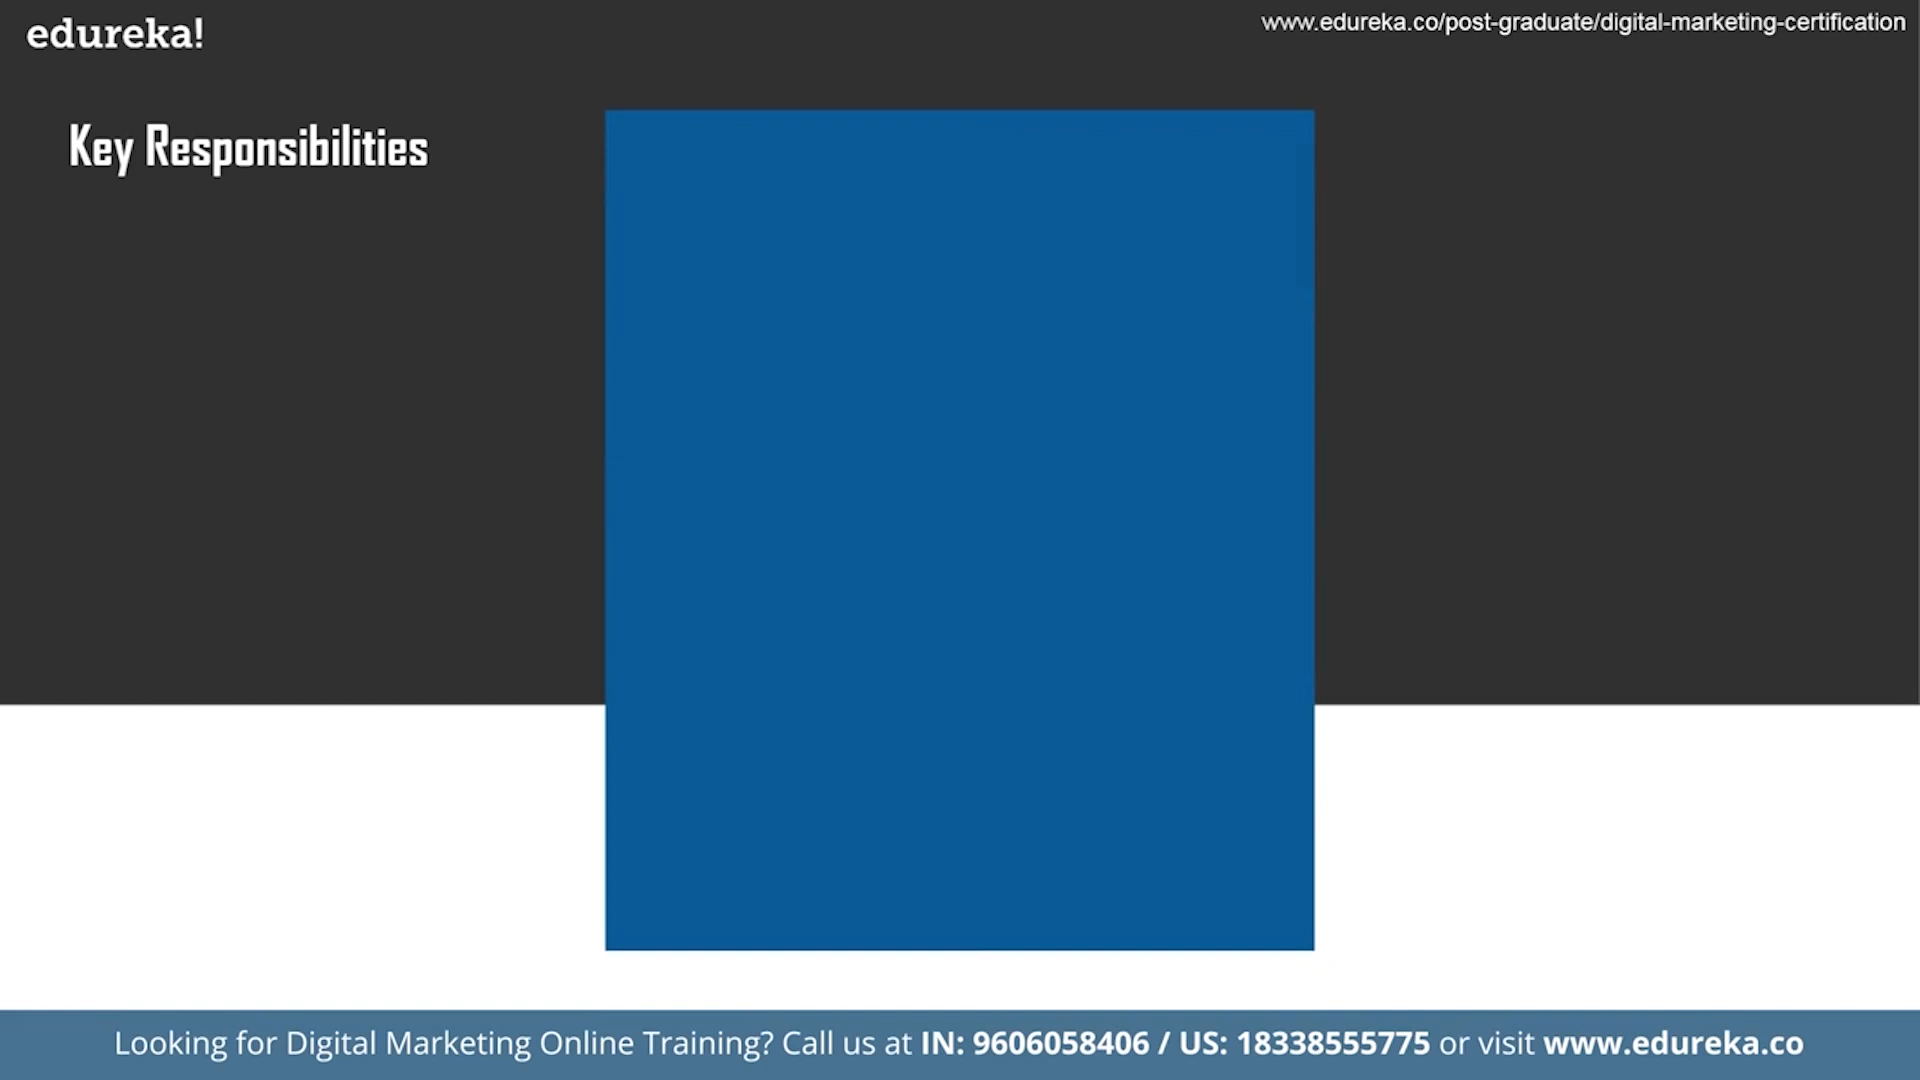 edureka!
www.edureka.co/post-graduate/digital-marketing-certification
Key Responsibilities
Looking for Digital Marketing Online Training? Call us at IN: 9606058406 / US: 18338555775 or visit www.edureka.co